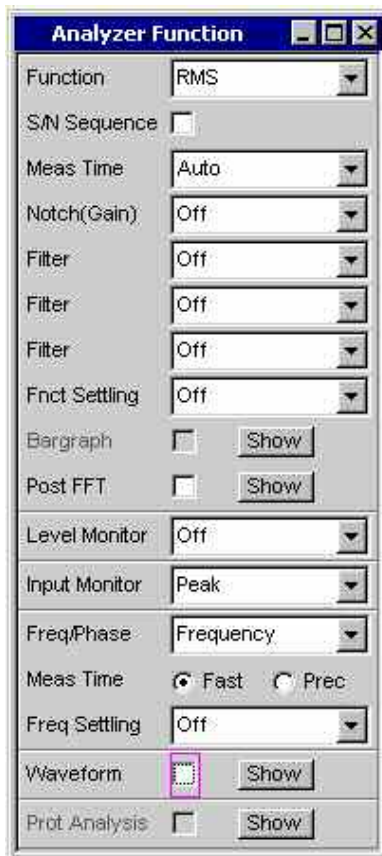 Analyzer Function
Function RMS
S/N Sequence
Meas Time Auto
Notch(Gain) Off
Filter Off
Filter Off
Filter Off
Fnct Settling Off
Bargraph Show
Post FFT Show
Level Monitor Off
Input Monitor Peak
Freq/Phase Frequency
Meas Time Fast Prec
Freq Settling Off
Waveform Show
Prot Analysis Show